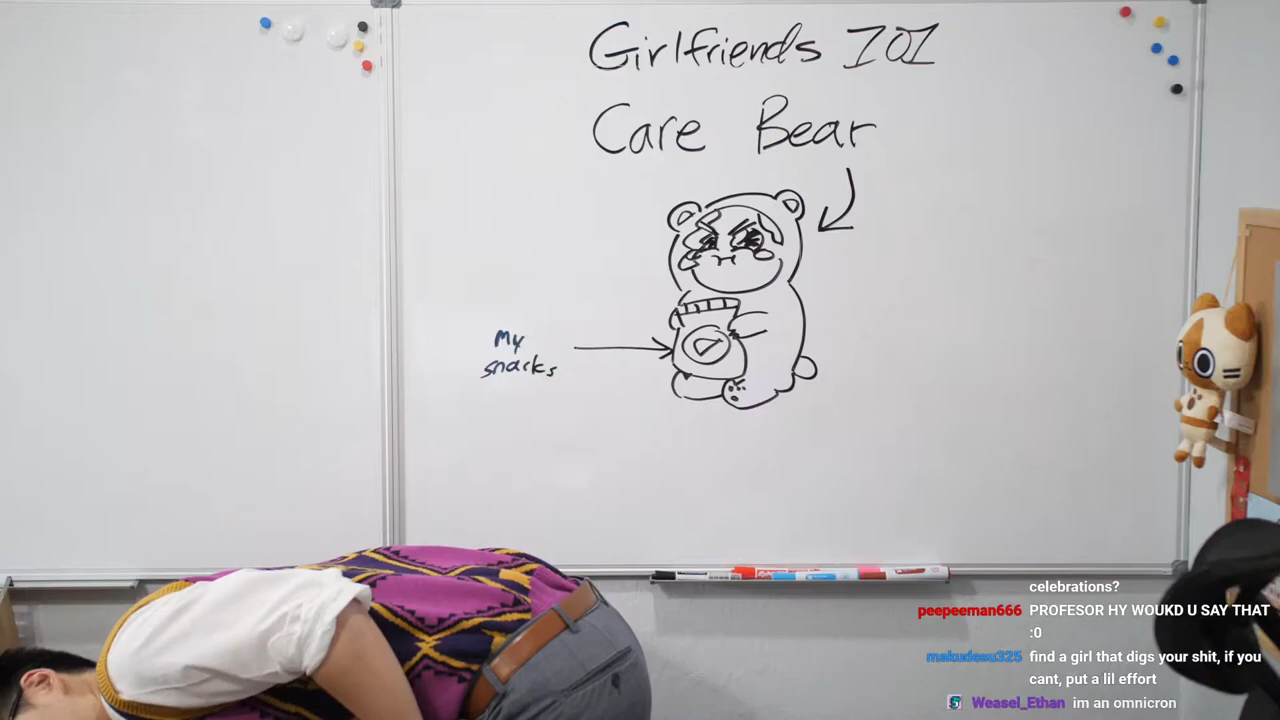 Girlfriends 101
Care Bear
My
snacks
celebrations?
peepeeman666 PROFESOR HY WOUKD U SAY THAT
:0
makudesu325 find a girl that digs your shit, if you
cant, put a lil effort
Weasel_Ethan im an omnicron